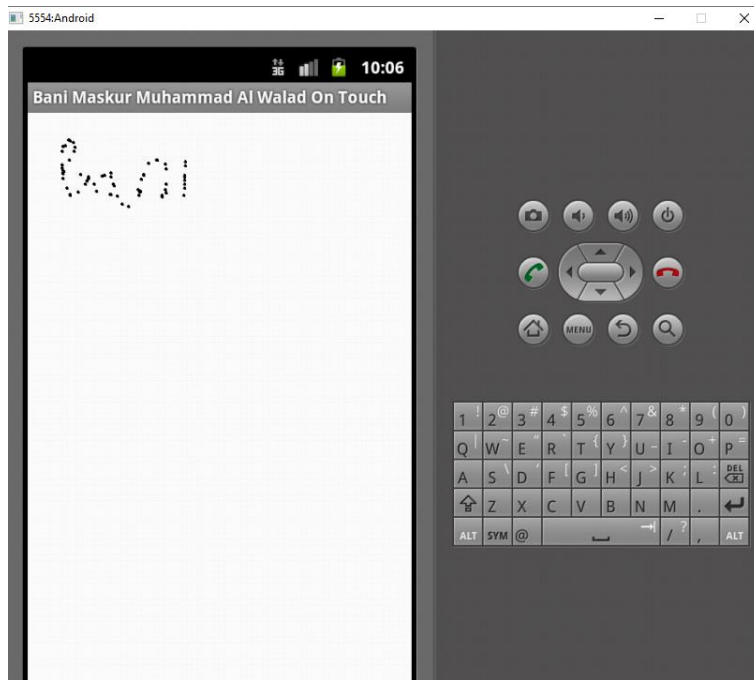 5554:Android
3G 10:06
Bani Maskur Muhammad Al Walad On Touch
MENU
1 ! 2 @ 3 # 4 $ 5 % 6 ^ 7 & 8 * 9 ( 0 )
Q | W ~ E " R ` T { Y } U _ I - O + P =
A S \ D ' F [ G ] H < J > K ; L : DEL
Z X C V B N M .
ALT SYM @ / ? , ALT